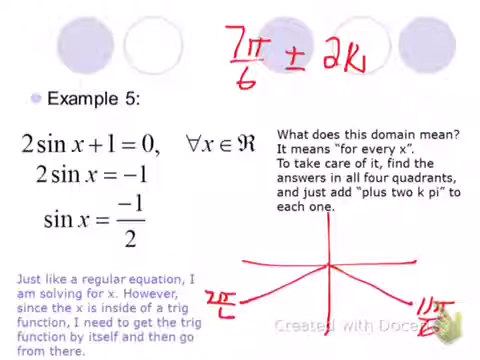 7π/6 ± 2k
Example 5:
2 sin x + 1 = 0, ∀x ∈ ℜ
2 sin x = −1
sin x = −1/2
What does this domain mean?
It means “for every x”.
To take care of it, find the
answers in all four quadrants,
and just add “plus two k pi” to
each one.
Just like a regular equation, I
am solving for x. However,
since the x is inside of a trig
function, I need to get the trig
function by itself and then go
from there.
11π
Created with Doce